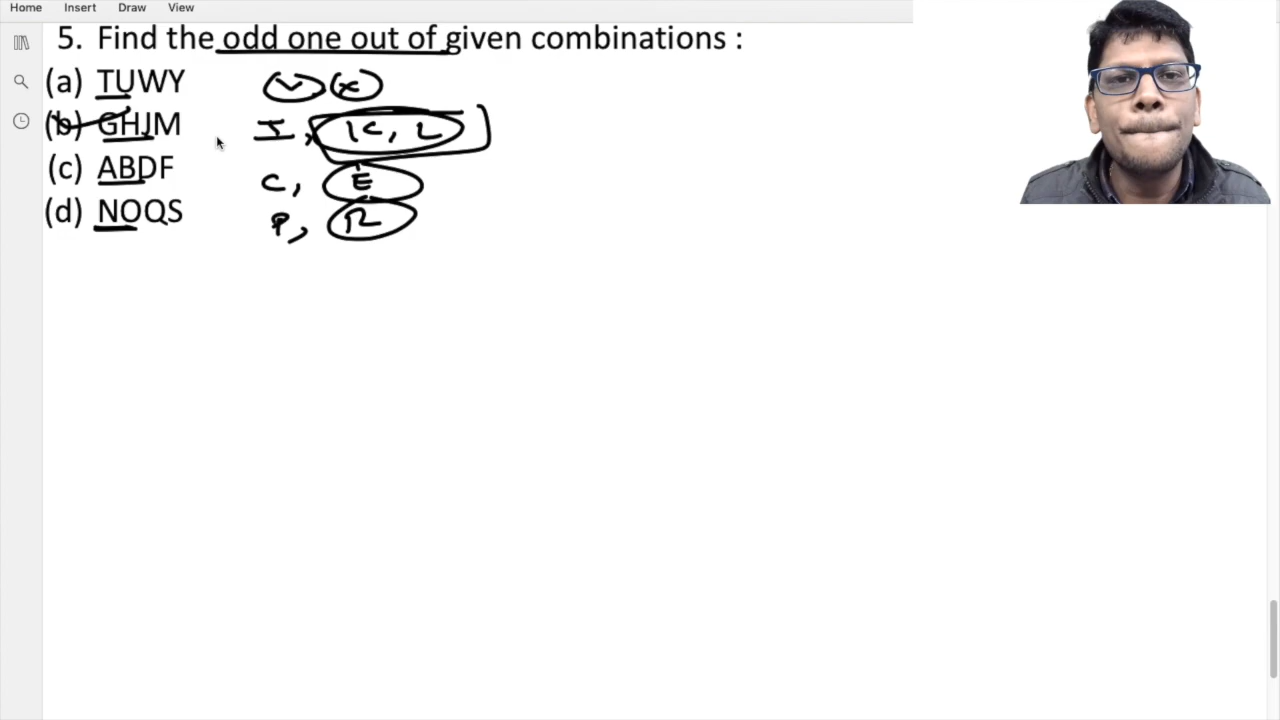 Home Insert Draw View
5. Find the odd one out of given combinations :
(a) TUWY V X
(b) GHJM I, K, L
(c) ABDF C, E
(d) NOQS P, R